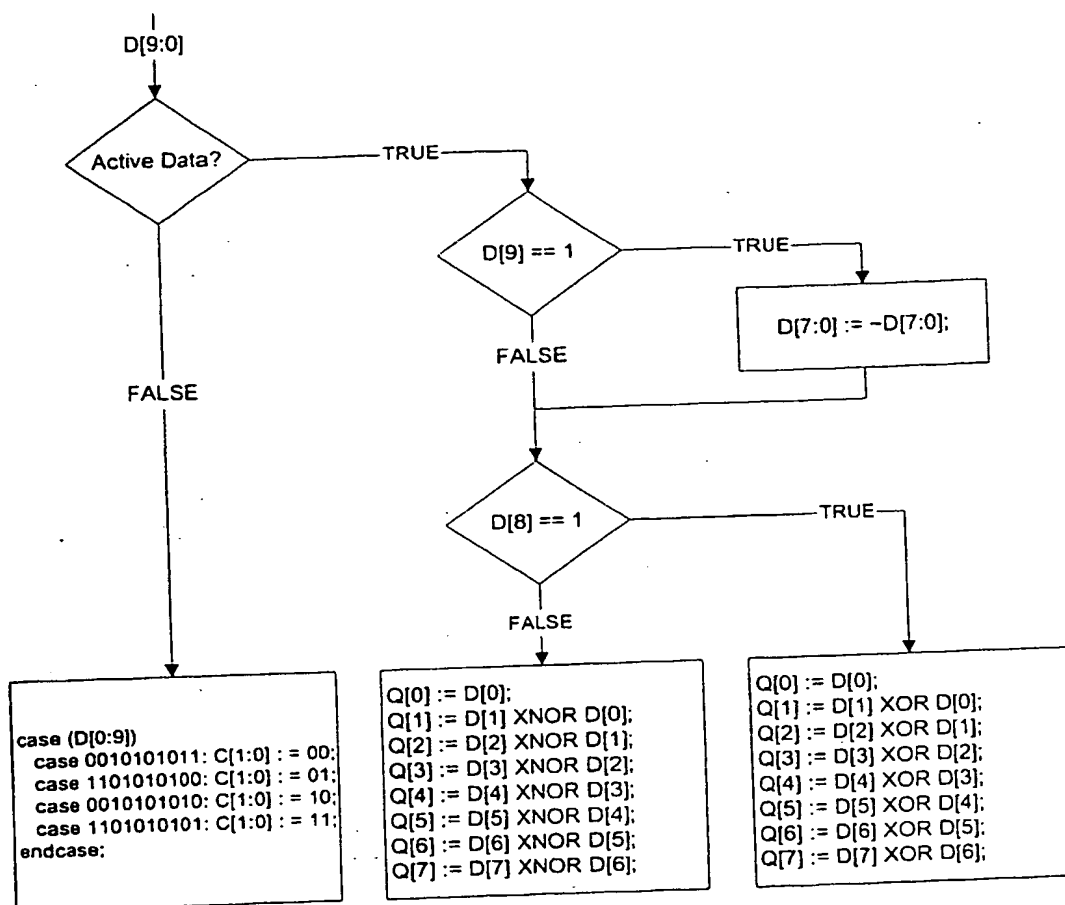 D[9:0]
Active Data?
TRUE
D[9] == 1
TRUE
D[7:0] := ~D[7:0];
FALSE
FALSE
D[8] == 1
TRUE
FALSE
case (D[0:9])
case 0010101011: C[1:0] : = 00;
case 1101010100: C[1:0] : = 01;
case 0010101010: C[1:0] : = 10;
case 1101010101: C[1:0] : = 11;
endcase;
Q[0] := D[0];
Q[1] := D[1] XNOR D[0];
Q[2] := D[2] XNOR D[1];
Q[3] := D[3] XNOR D[2];
Q[4] := D[4] XNOR D[3];
Q[5] := D[5] XNOR D[4];
Q[6] := D[6] XNOR D[5];
Q[7] := D[7] XNOR D[6];
Q[0] := D[0];
Q[1] := D[1] XOR D[0];
Q[2] := D[2] XOR D[1];
Q[3] := D[3] XOR D[2];
Q[4] := D[4] XOR D[3];
Q[5] := D[5] XOR D[4];
Q[6] := D[6] XOR D[5];
Q[7] := D[7] XOR D[6];